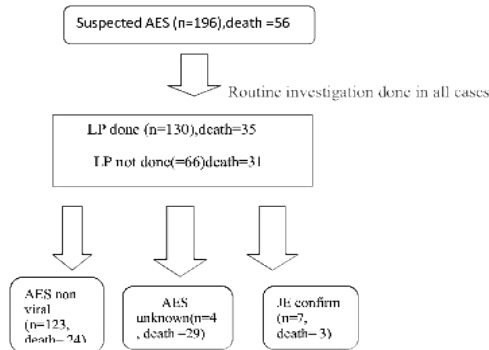 Suspected AES (n=196),death =56
Routine investigation done in all cases
LP done (n=130),death=35
LP not done(=66)death=31
AES non
viral
(n=123,
death=24)
AES
unknown(n=4
, death=29)
JE confirm
(n=7,
death=3)